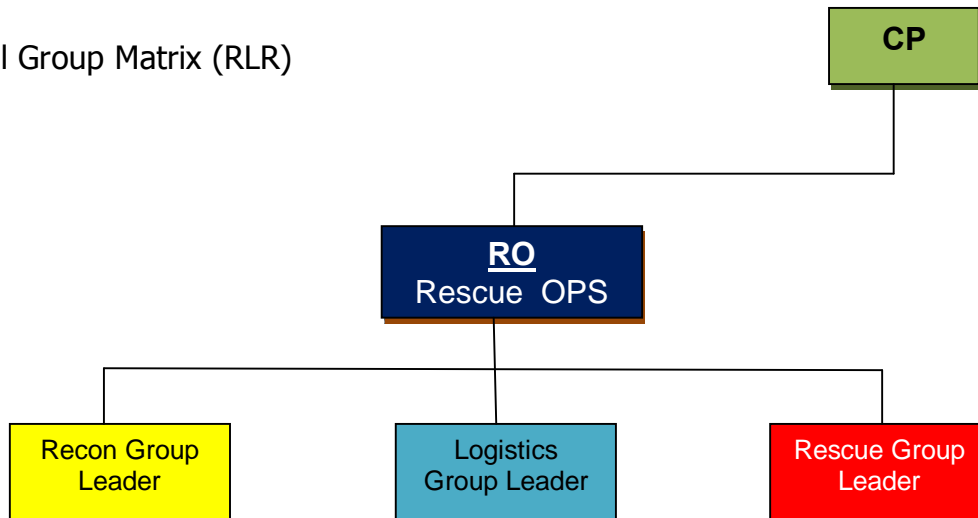 l Group Matrix (RLR)
CP
RO
Rescue OPS
Recon Group
Leader
Logistics
Group Leader
Rescue Group
Leader